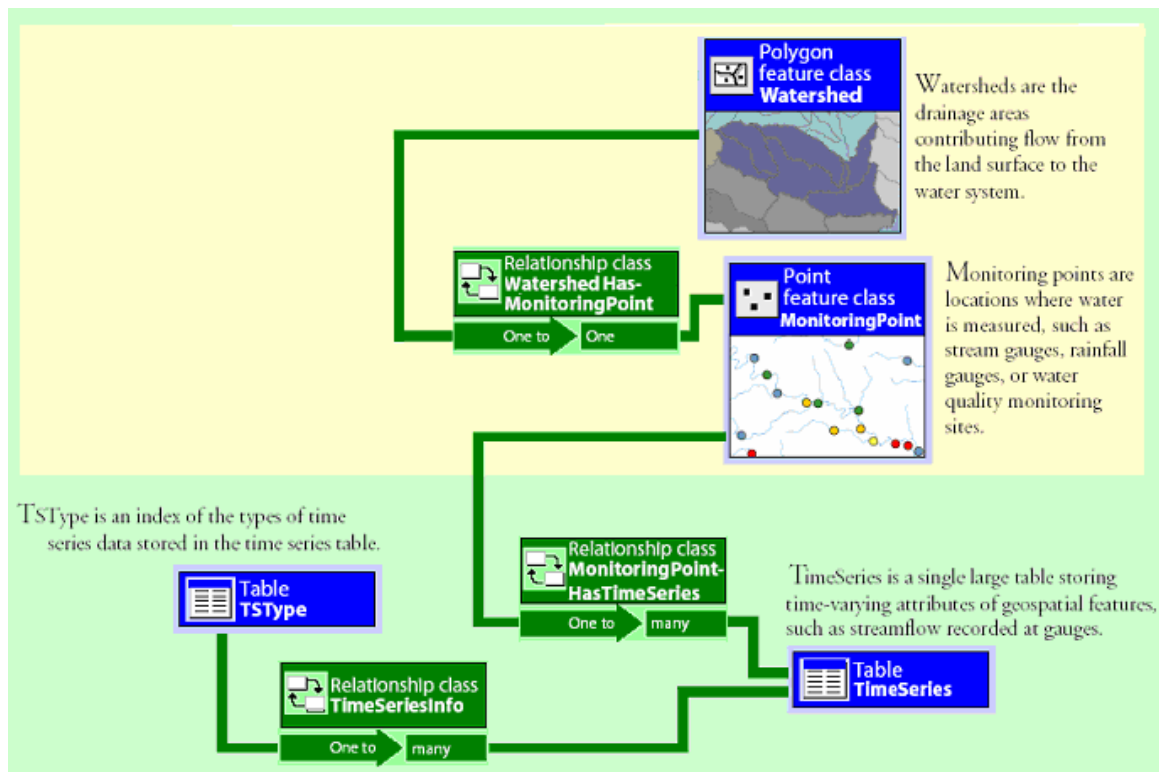 Polygon
feature class
Watershed
Watersheds are the
drainage areas
contributing flow from
the land surface to the
water system.
Relationship class
Watershed Has-
MonitoringPoint
One to One
Point
feature class
MonitoringPoint
Monitoring points are
locations where water
is measured, such as
stream gauges, rainfall
gauges, or water
quality monitoring
sites.
TSType is an index of the types of time
series data stored in the time series table.
Table
TSType
Relationship class
MonitoringPoint-
HasTimeSeries
One to many
TimeSeries is a single large table storing
time-varying attributes of geospatial features,
such as streamflow recorded at gauges.
Table
TimeSeries
Relationship class
TimeSeriesInfo
One to many